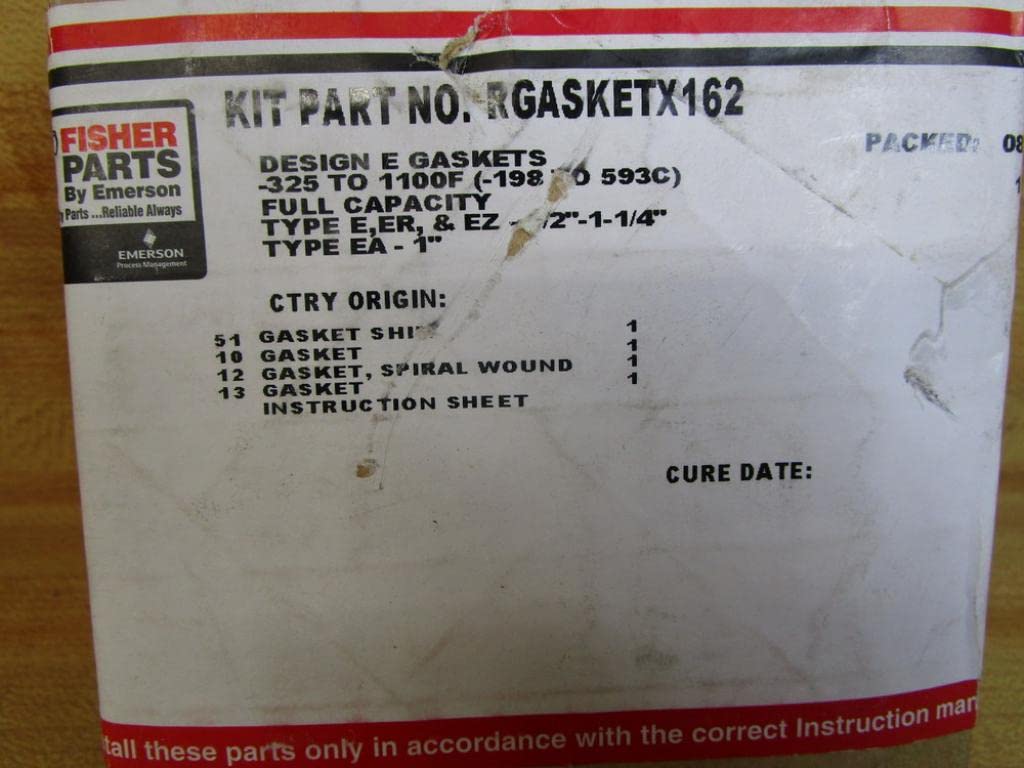 KIT PART NO. RGASKETX162
FISHER
PARTS
By Emerson
Parts ...Reliable Always
EMERSON
Process Management
PACKED: 08
DESIGN E GASKETS
-325 TO 1100F (-198 TO 593C)
FULL CAPACITY
TYPE E,ER, & EZ - /2"-1-1/4"
TYPE EA - 1"
CTRY ORIGIN:
51 GASKET 1
10 GASKET 1
12 GASKET, SPIRAL WOUND 1
13 GASKET 1
INSTRUCTION SHEET
CURE DATE:
these parts only in accordance with the correct Instruction